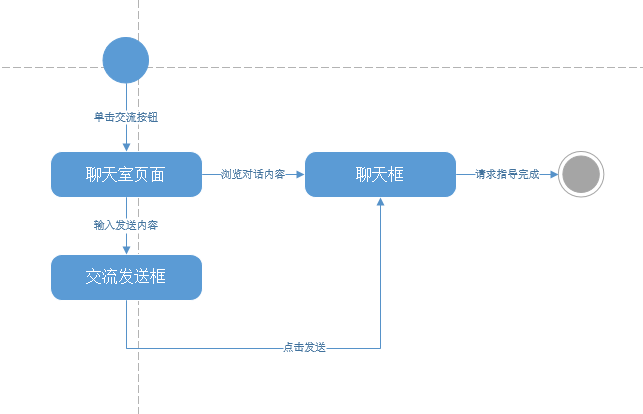 单击交流按钮
聊天室页面
浏览对话内容
聊天框
请求指导完成
输入发送内容
交流发送框
点击发送